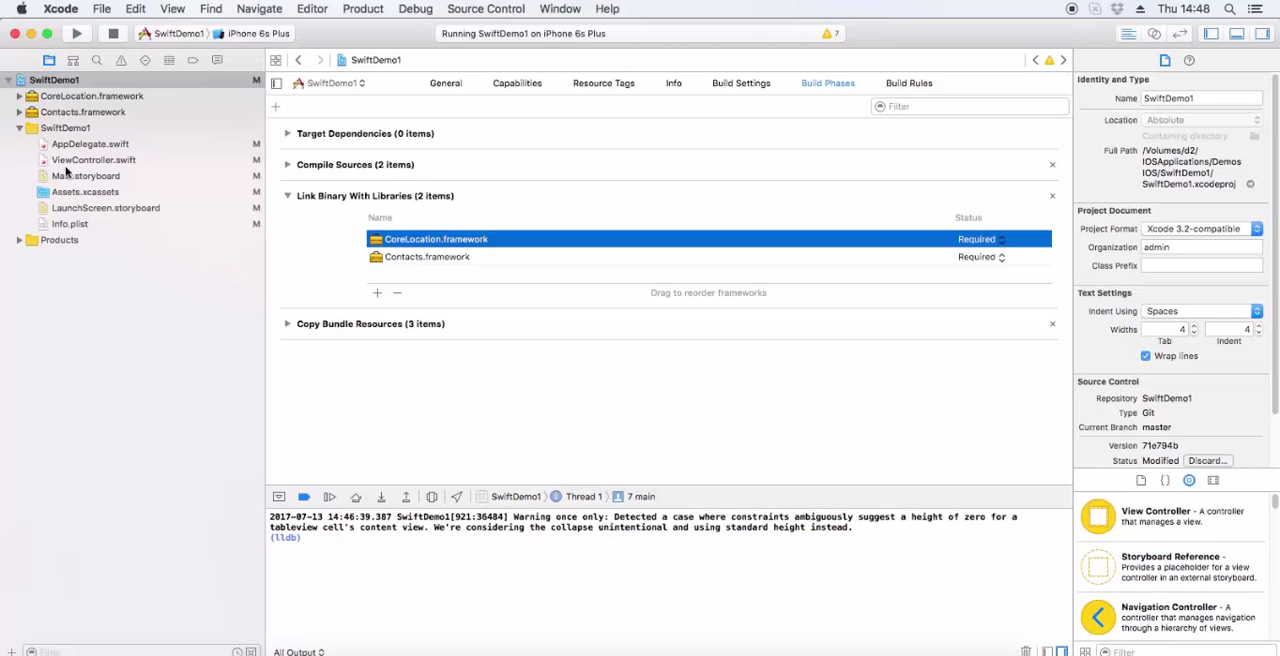 Xcode File Edit View Find Navigate Editor Product Debug Source Control Window Help Thu 14:48
SwiftDemo1 iPhone 6s Plus Running SwiftDemo1 on iPhone 6s Plus 7
SwiftDemo1 M
CoreLocation.framework
Contacts.framework
SwiftDemo1
AppDelegate.swift M
ViewController.swift M
Main.storyboard M
Assets.xcassets M
LaunchScreen.storyboard M
Info.plist M
Products
Filter
SwiftDemo1
SwiftDemo1 General Capabilities Resource Tags Info Build Settings Build Phases Build Rules
Filter
Target Dependencies (0 items)
Compile Sources (2 items)
Link Binary With Libraries (2 items)
Name Status
CoreLocation.framework Required
Contacts.framework Required
Drag to reorder frameworks
Copy Bundle Resources (3 items)
SwiftDemo1 Thread 1 7 main
2017-07-13 14:46:39.387 SwiftDemo1[921:36484] Warning once only: Detected a case where constraints ambiguously suggest a height of zero for a
tableview cell's content view. We're considering the collapse unintentional and using standard height instead.
(lldb)
All Output
Identity and Type
Name SwiftDemo1
Location Absolute
Containing directory
Full Path /Volumes/d2/
IOSApplications/Demos
IOS/SwiftDemo1/
SwiftDemo1.xcodeproj
Project Document
Project Format Xcode 3.2-compatible
Organization admin
Class Prefix
Text Settings
Indent Using Spaces
Widths 4 4
Tab Indent
Wrap lines
Source Control
Repository SwiftDemo1
Type Git
Current Branch master
Version 71e794b
Status Modified Discard...
View Controller - A controller
that manages a view.
Storyboard Reference -
Provides a placeholder for a view
controller in an external storyboard.
Navigation Controller - A
controller that manages navigation
through a hierarchy of views.
Filter